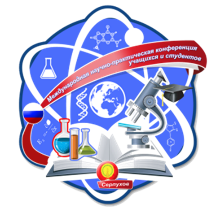 Международная научно-практическая конференция
учащихся и студентов
Серпухов